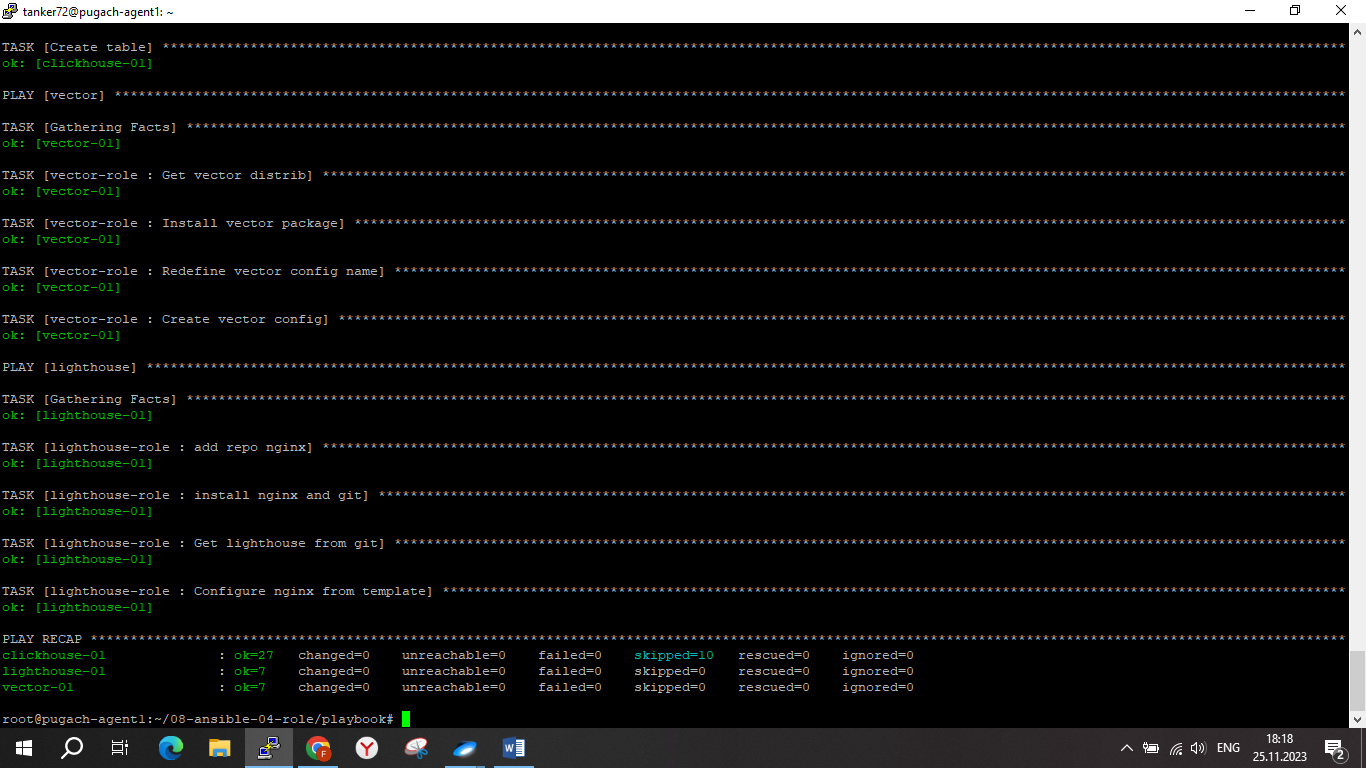 tanker72@pugach-agent1: ~
TASK [Create table] ****************************************************************************************************************************************************
ok: [clickhouse-01]
PLAY [vector] **********************************************************************************************************************************************************
TASK [Gathering Facts] *************************************************************************************************************************************************
ok: [vector-01]
TASK [vector-role : Get vector distrib] ********************************************************************************************************************************
ok: [vector-01]
TASK [vector-role : Install vector package] ****************************************************************************************************************************
ok: [vector-01]
TASK [vector-role : Redefine vector config name] ***********************************************************************************************************************
ok: [vector-01]
TASK [vector-role : Create vector config] ******************************************************************************************************************************
ok: [vector-01]
PLAY [lighthouse] ******************************************************************************************************************************************************
TASK [Gathering Facts] *************************************************************************************************************************************************
ok: [lighthouse-01]
TASK [lighthouse-role : add repo nginx] ********************************************************************************************************************************
ok: [lighthouse-01]
TASK [lighthouse-role : install nginx and git] *************************************************************************************************************************
ok: [lighthouse-01]
TASK [lighthouse-role : Get lighthouse from git] ***********************************************************************************************************************
ok: [lighthouse-01]
TASK [lighthouse-role : Configure nginx from template] *****************************************************************************************************************
ok: [lighthouse-01]
PLAY RECAP *************************************************************************************************************************************************************
clickhouse-01 : ok=27 changed=0 unreachable=0 failed=0 skipped=10 rescued=0 ignored=0
lighthouse-01 : ok=7 changed=0 unreachable=0 failed=0 skipped=0 rescued=0 ignored=0
vector-01 : ok=7 changed=0 unreachable=0 failed=0 skipped=0 rescued=0 ignored=0
root@pugach-agent1:~/08-ansible-04-role/playbook#
ENG
18:18
25.11.2023
2